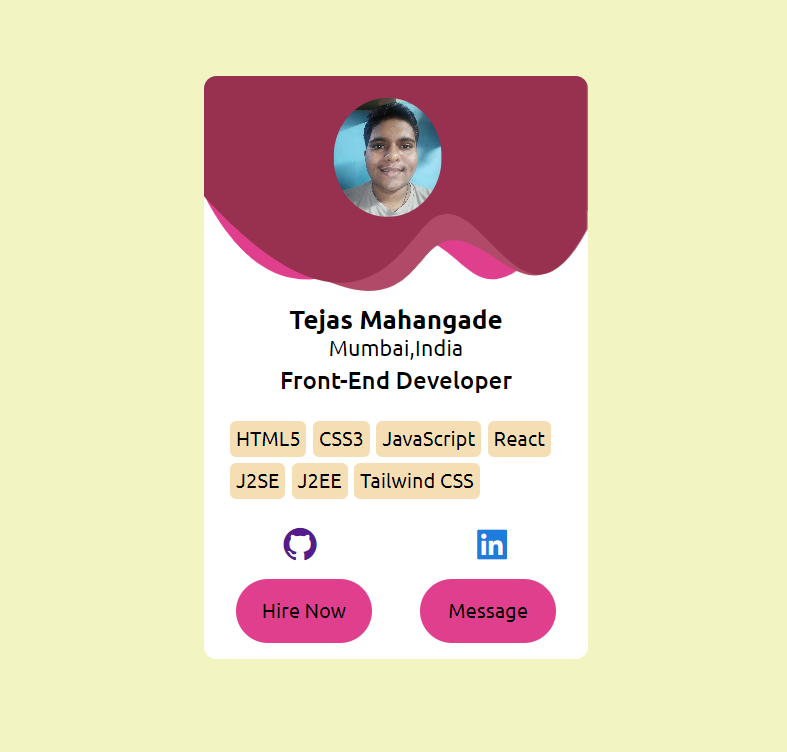 Tejas Mahangade
Mumbai,India
Front-End Developer
HTML5 CSS3 JavaScript React
J2SE J2EE Tailwind CSS
in
Hire Now Message